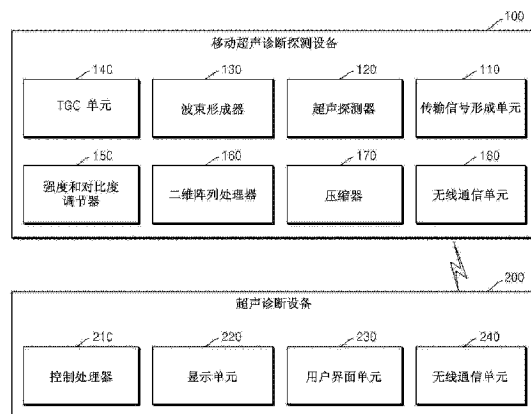 100
移动超声诊断探测设备
140
130
120
110
TGC 单元
波束形成器
超声探测器
传输信号形成单元
150
160
170
180
强度和对比度
调节器
二维阵列处理器
压缩器
无线通信单元
200
超声诊断设备
210
220
230
240
控制处理器
显示单元
用户界面单元
无线通信单元